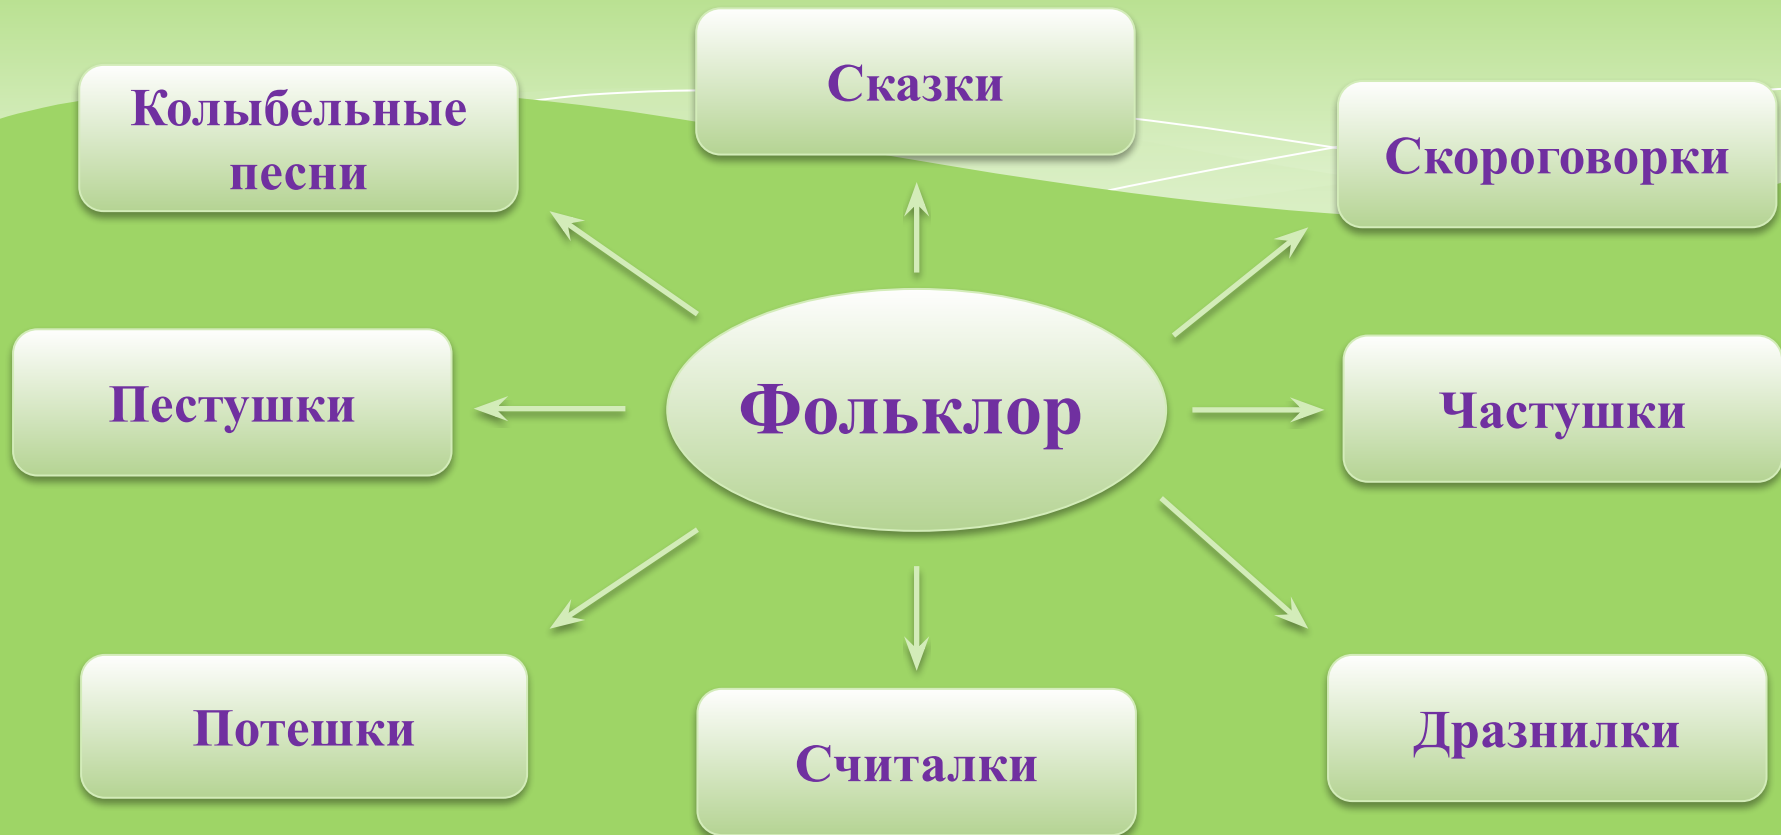 Сказки
Колыбельные
песни
Скороговорки
Пестушки
Фольклор
Частушки
Потешки
Считалки
Дразнилки